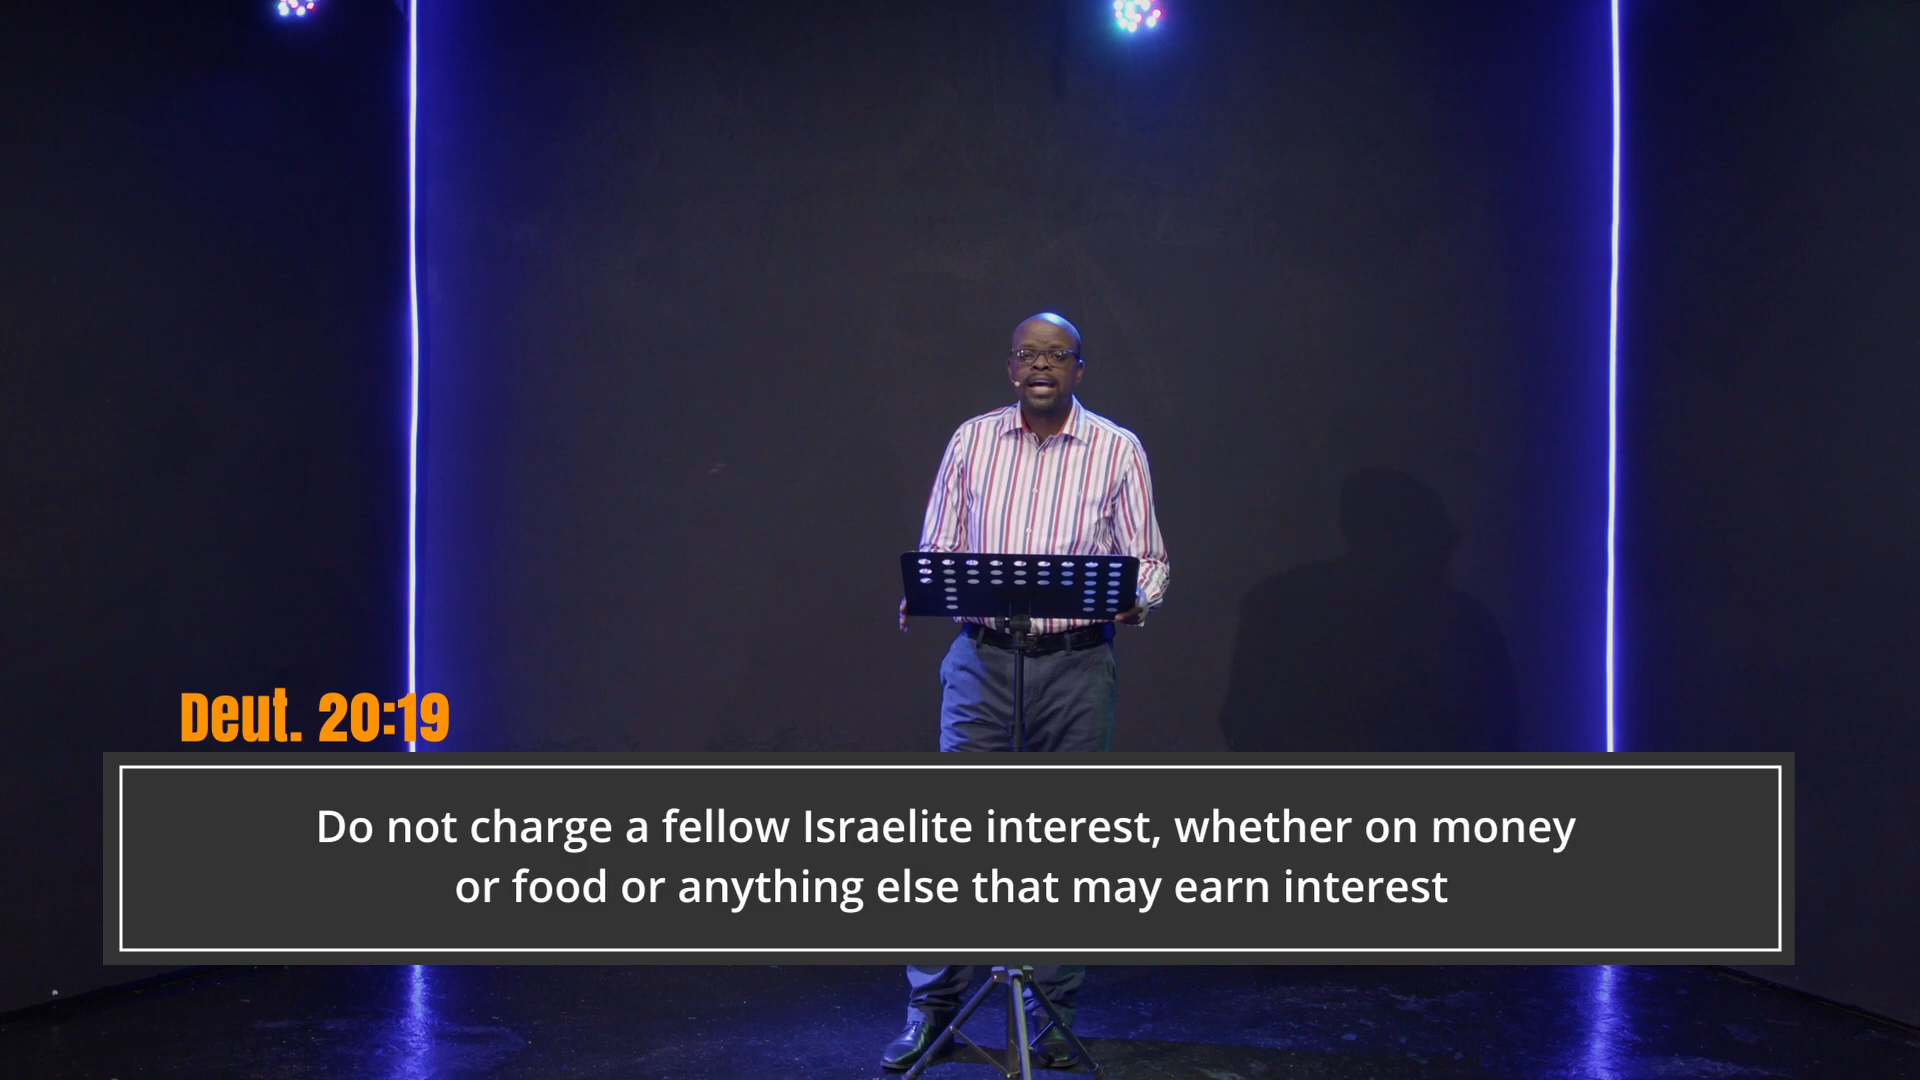 Deut. 20:19
Do not charge a fellow Israelite interest, whether on money
or food or anything else that may earn interest